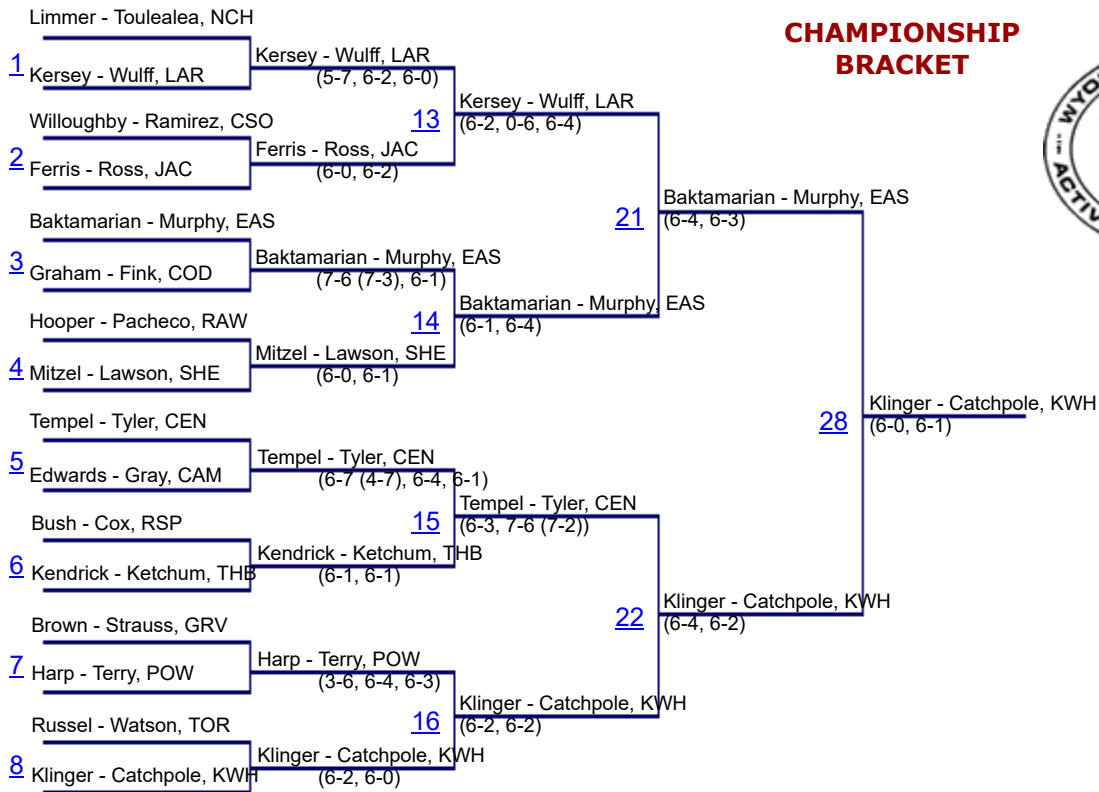 CHAMPIONSHIP
BRACKET
Limmer - Toulealea, NCH
1
Kersey - Wulff, LAR
Kersey - Wulff, LAR
(5-7, 6-2, 6-0)
Willoughby - Ramirez, CSO
2
Ferris - Ross, JAC
Ferris - Ross, JAC
(6-0, 6-2)
13
Kersey - Wulff, LAR
(6-2, 0-6, 6-4)
Baktamarian - Murphy, EAS
3
Graham - Fink, COD
Baktamarian - Murphy, EAS
(7-6 (7-3), 6-1)
Hooper - Pacheco, RAW
4
Mitzel - Lawson, SHE
Mitzel - Lawson, SHE
(6-0, 6-1)
14
Baktamarian - Murphy, EAS
(6-1, 6-4)
21
Baktamarian - Murphy, EAS
(6-4, 6-3)
Tempel - Tyler, CEN
5
Edwards - Gray, CAM
Tempel - Tyler, CEN
(6-7 (4-7), 6-4, 6-1)
Bush - Cox, RSP
6
Kendrick - Ketchum, THB
Kendrick - Ketchum, THB
(6-1, 6-1)
15
Tempel - Tyler, CEN
(6-3, 7-6 (7-2))
Brown - Strauss, GRV
7
Harp - Terry, POW
Harp - Terry, POW
(3-6, 6-4, 6-3)
Russel - Watson, TOR
8
Klinger - Catchpole, KWH
Klinger - Catchpole, KWH
(6-2, 6-0)
16
Klinger - Catchpole, KWH
(6-2, 6-2)
22
Klinger - Catchpole, KWH
(6-4, 6-2)
28
Klinger - Catchpole, KWH
(6-0, 6-1)